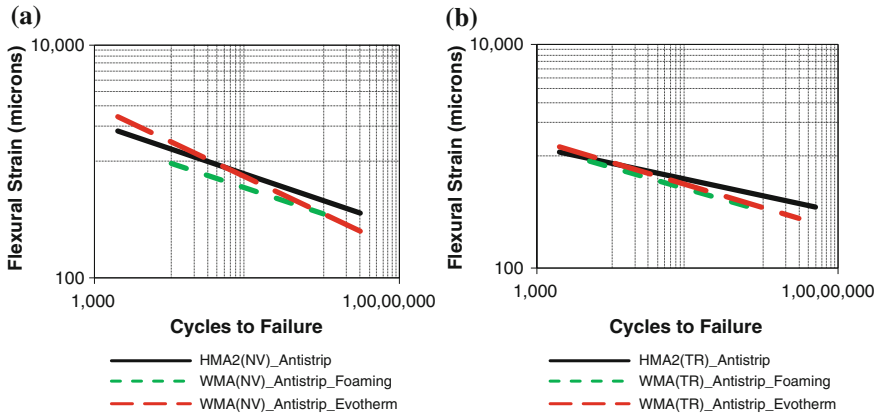 (a)
10,000
Flexural Strain (microns)
100
1,000
1,00,00,000
Cycles to Failure
HMA2(NV)_Antistrip
WMA(NV)_Antistrip_Foaming
WMA(NV)_Antistrip_Evotherm
(b)
10,000
Flexural Strain (microns)
100
1,000
1,00,00,000
Cycles to Failure
HMA2(TR)_Antistrip
WMA(TR)_Antistrip_Foaming
WMA(TR)_Antistrip_Evotherm